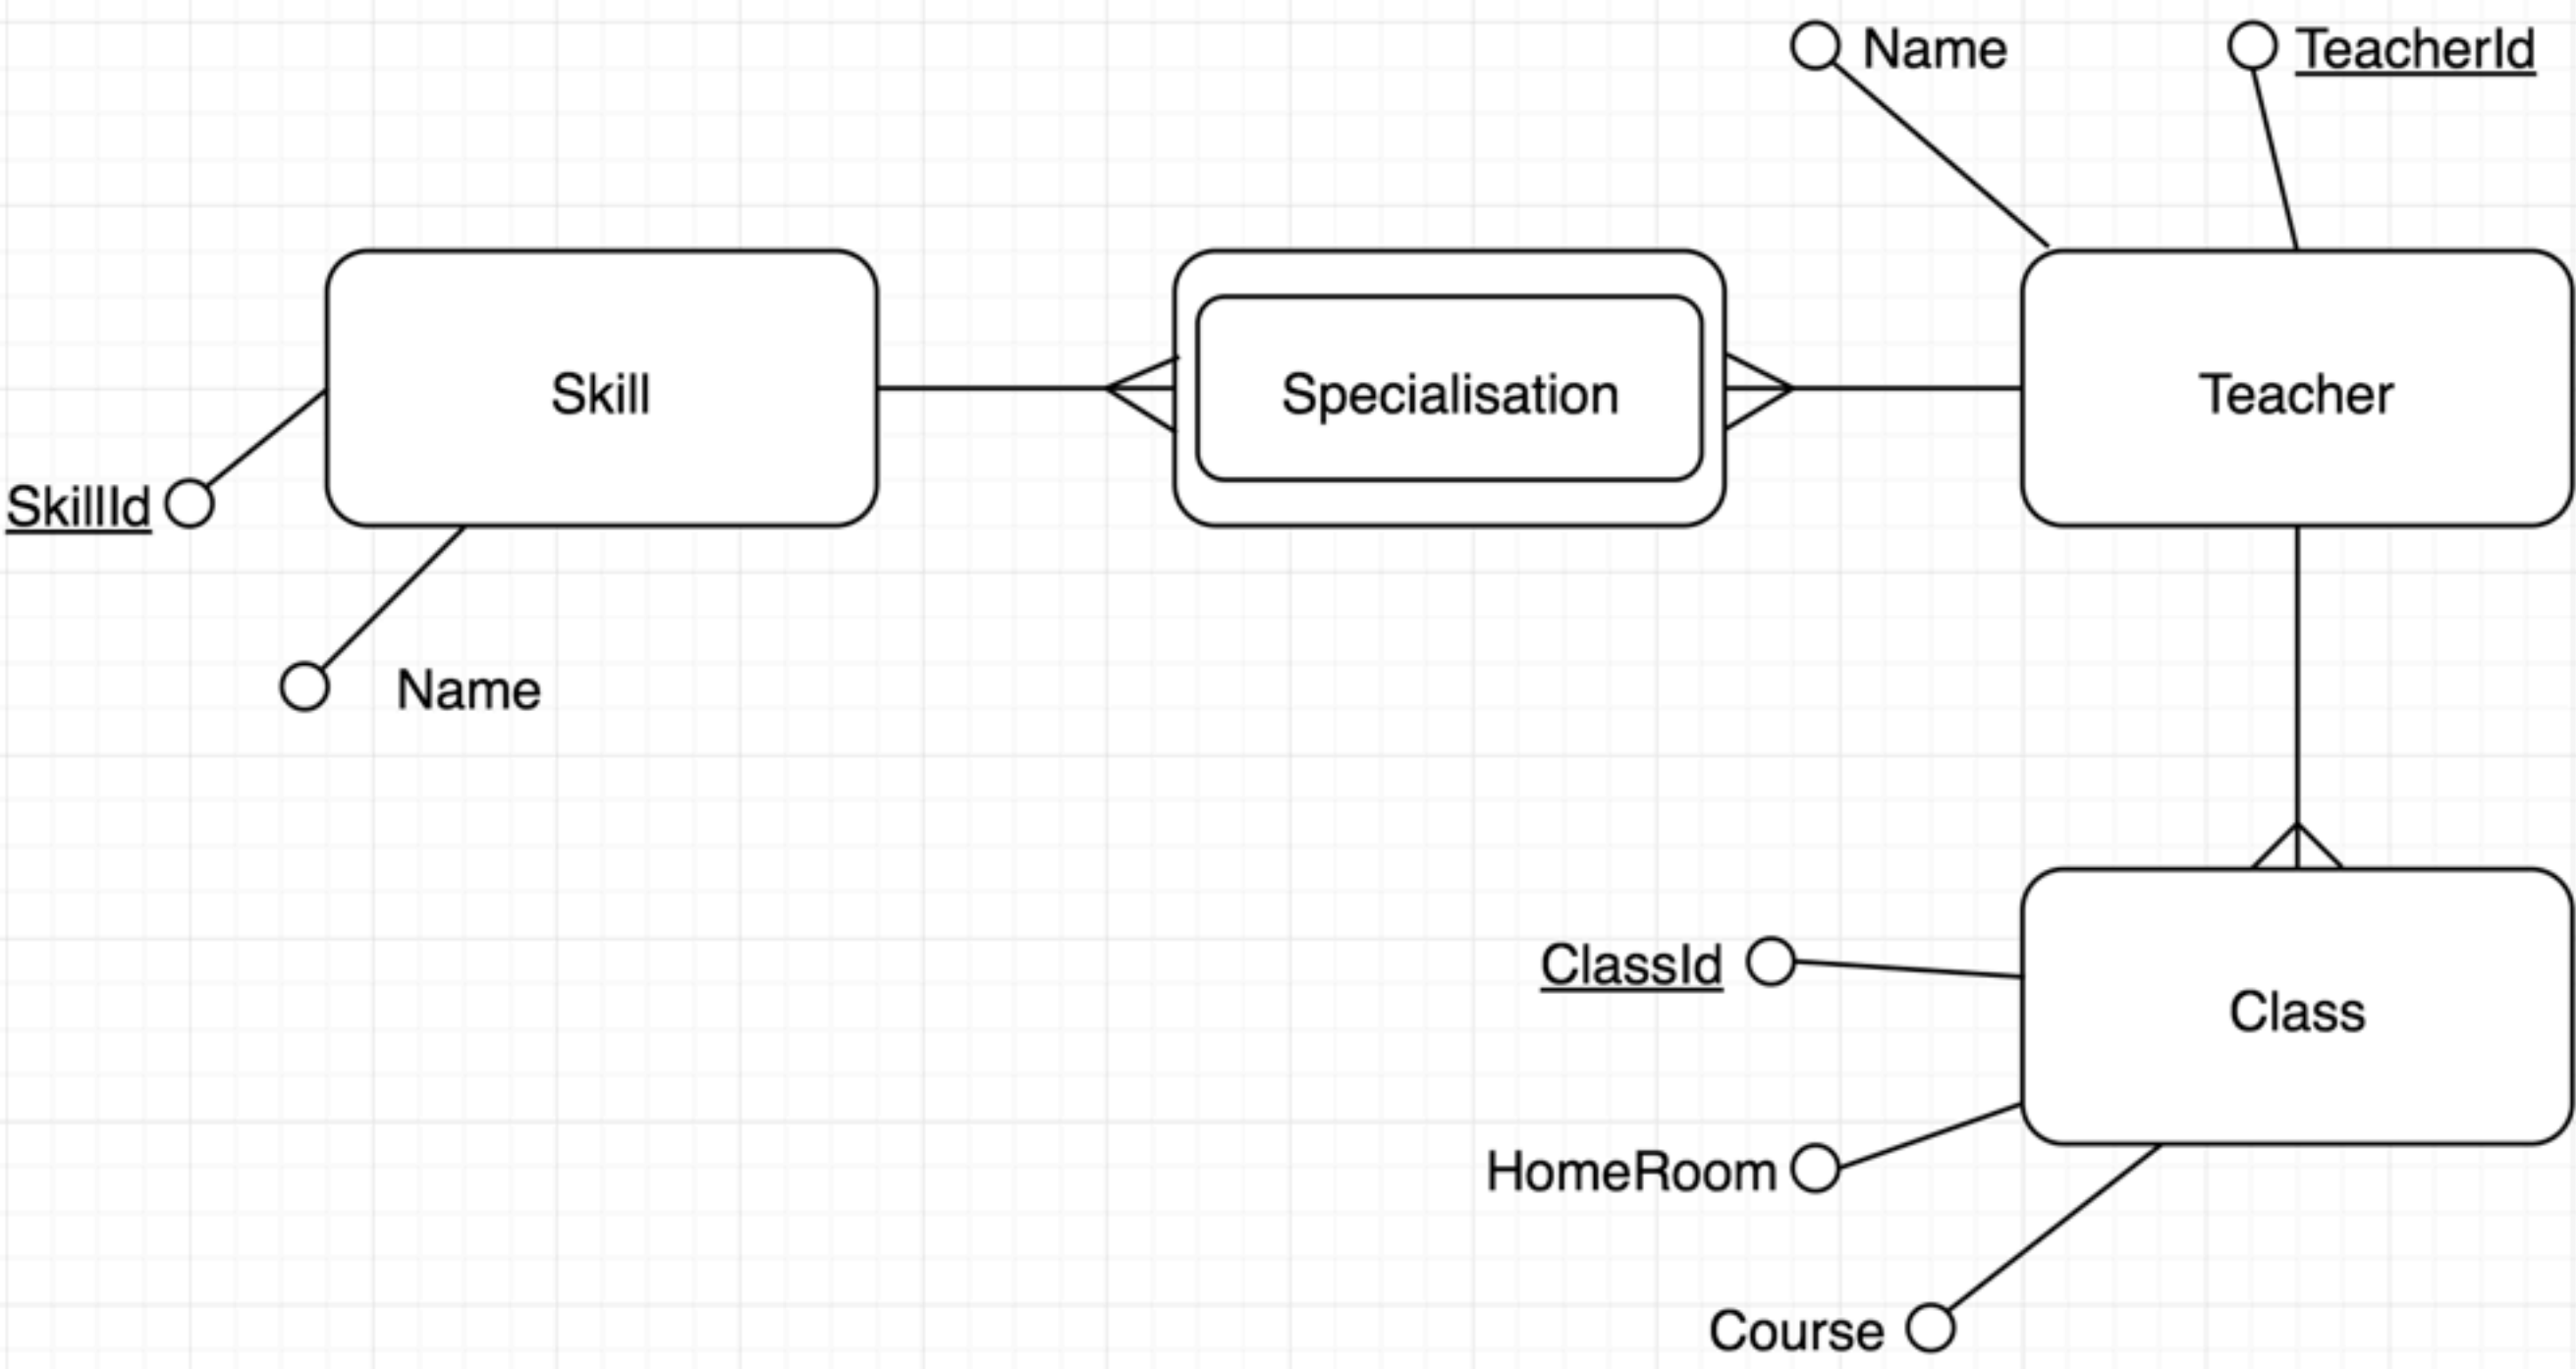 Name
TeacherId
Skill
Specialisation
Teacher
SkillId
Name
ClassId
Class
HomeRoom
Course